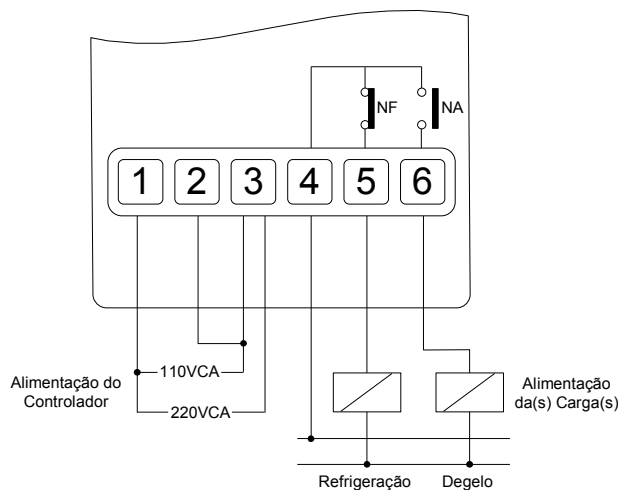 NF
NA
1
2
3
4
5
6
110VCA
220VCA
Alimentação do
Controlador
Alimentação
da(s) Carga(s)
Refrigeração
Degelo